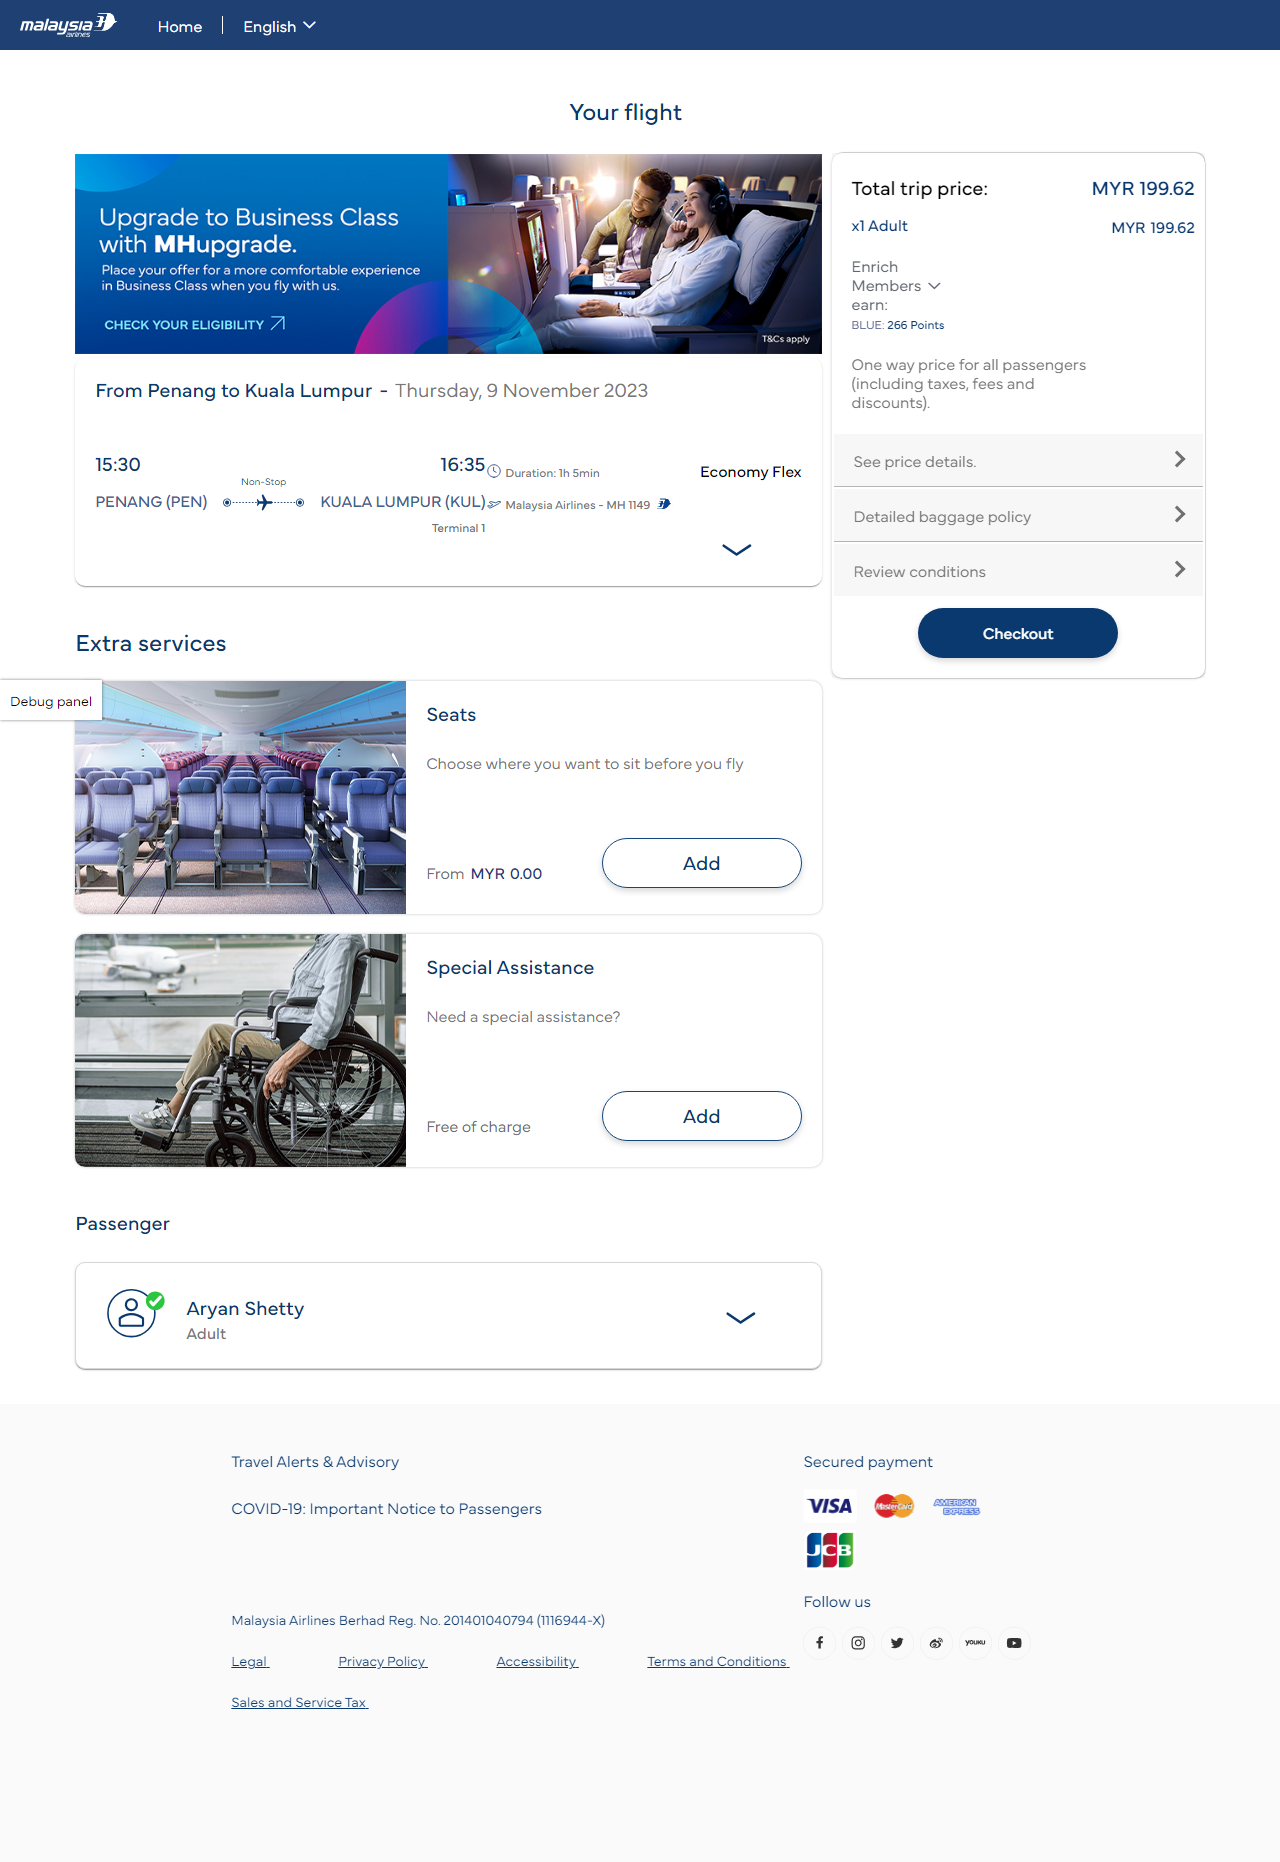 malaysia
airlines
Home
English
Your flight
Upgrade to Business Class
with MHupgrade.
Place your offer for a more comfortable experience
in Business Class when you fly with us.
CHECK YOUR ELIGIBILITY
T&Cs apply
From Penang to Kuala Lumpur - Thursday, 9 November 2023
15:30
Non-Stop
16:35
PENANG (PEN)
KUALA LUMPUR (KUL)
Terminal 1
Duration: 1h 5min
Malaysia Airlines - MH 1149
Economy Flex
Total trip price:
MYR 199.62
x1 Adult
MYR 199.62
Enrich
Members
earn:
BLUE: 266 Points
One way price for all passengers
(including taxes, fees and
discounts).
See price details.
Detailed baggage policy
Review conditions
Checkout
Extra services
Debug panel
Seats
Choose where you want to sit before you fly
From MYR 0.00
Add
Special Assistance
Need a special assistance?
Free of charge
Add
Passenger
Aryan Shetty
Adult
Travel Alerts & Advisory
COVID-19: Important Notice to Passengers
Secured payment
VISA
MasterCard
AMERICAN
EXPRESS
JCB
Follow us
YOUKU
Malaysia Airlines Berhad Reg. No. 201401040794 (1116944-X)
Legal
Privacy Policy
Accessibility
Terms and Conditions
Sales and Service Tax